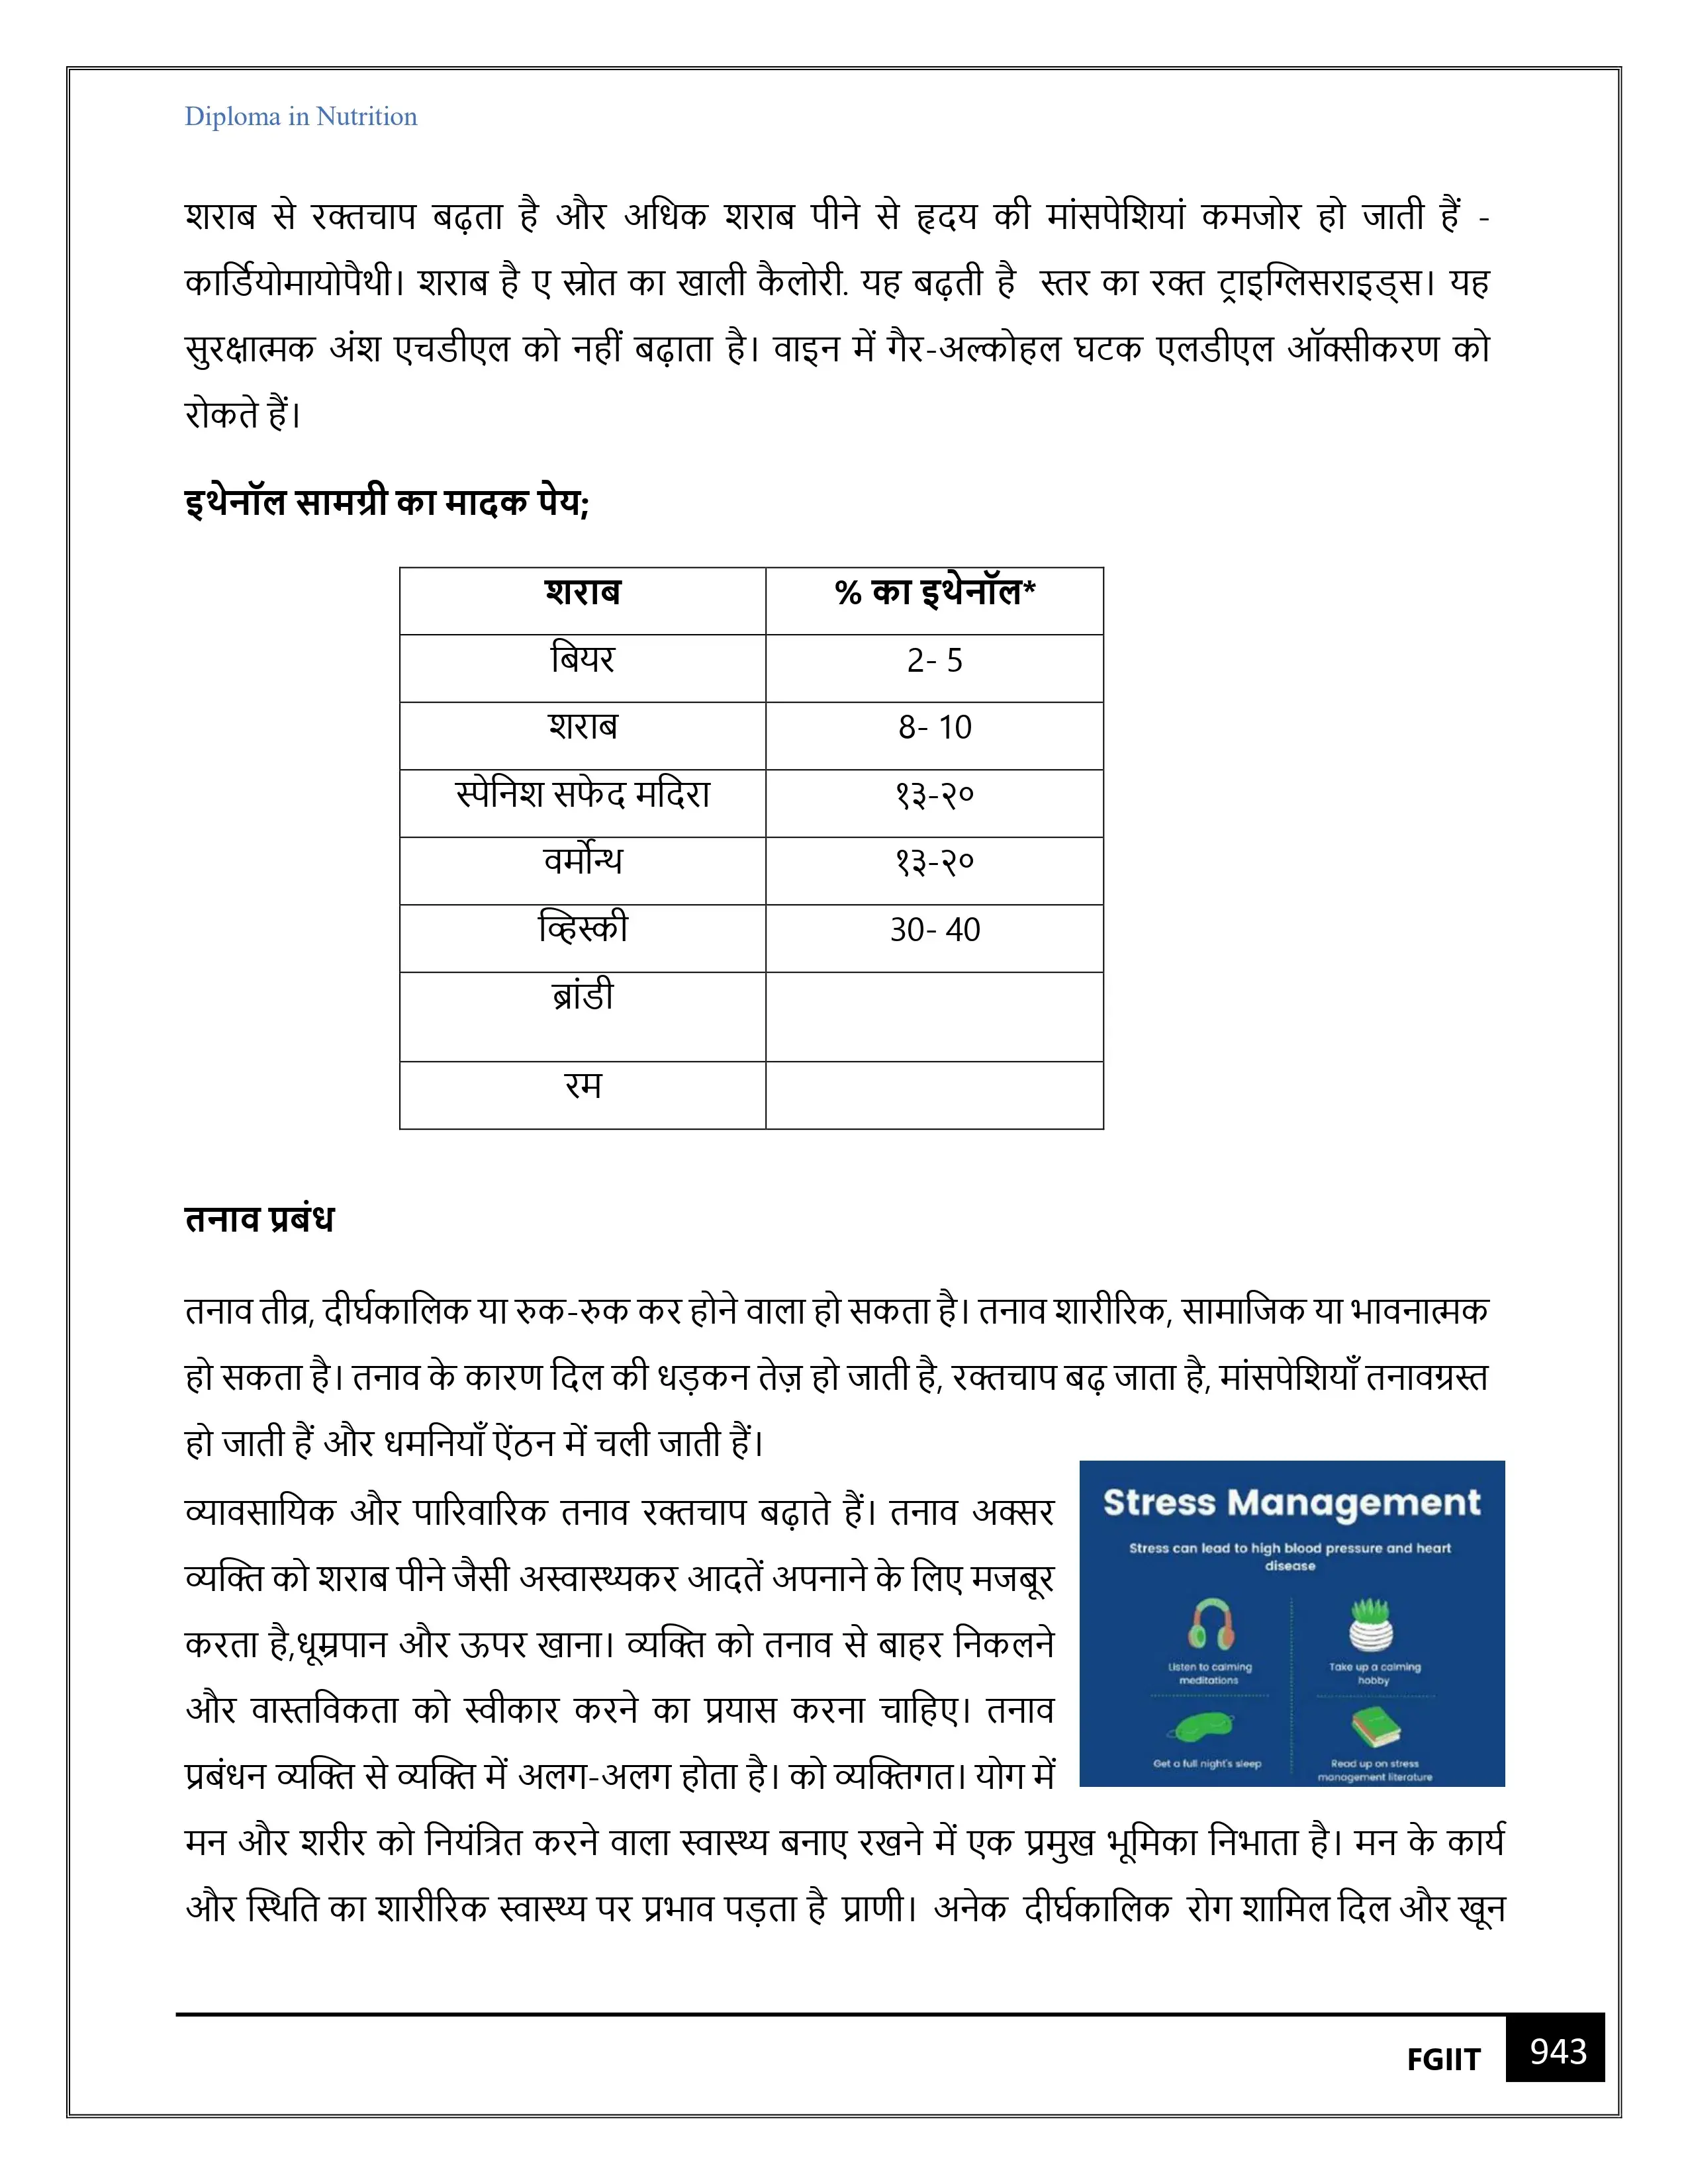 Diploma in Nutrition
शराब से रक्तचाप बढ़ता है और अधिक शराब पीने से हृदय की मांसपेशियां कमजोर हो जाती हैं -
कार्डियोमायोपैथी। शराब है ए स्रोत का खाली कैलोरी. यह बढ़ती है स्तर का रक्त ट्राइग्लिसराइड्स। यह
सुरक्षात्मक अंश एचडीएल को नहीं बढ़ाता है। वाइन में गैर-अल्कोहल घटक एलडीएल ऑक्सीकरण को
रोकते हैं।
इथेनॉल सामग्री का मादक पेय;
शराब % का इथेनॉल*
बियर 2- 5
शराब 8- 10
स्पेनिश सफेद मदिरा १३-२०
वर्मोन्थ १३-२०
व्हिस्की 30- 40
ब्रांडी
रम
तनाव प्रबंध
तनाव तीव्र, दीर्घकालिक या रुक-रुक कर होने वाला हो सकता है। तनाव शारीरिक, सामाजिक या भावनात्मक
हो सकता है। तनाव के कारण दिल की धड़कन तेज़ हो जाती है, रक्तचाप बढ़ जाता है, मांसपेशियाँ तनावग्रस्त
हो जाती हैं और धमनियाँ ऐंठन में चली जाती हैं।
व्यावसायिक और पारिवारिक तनाव रक्तचाप बढ़ाते हैं। तनाव अक्सर
व्यक्ति को शराब पीने जैसी अस्वास्थ्यकर आदतें अपनाने के लिए मजबूर
करता है,धूम्रपान और ऊपर खाना। व्यक्ति को तनाव से बाहर निकलने
और वास्तविकता को स्वीकार करने का प्रयास करना चाहिए। तनाव
प्रबंधन व्यक्ति से व्यक्ति में अलग-अलग होता है। को व्यक्तिगत। योग में
मन और शरीर को नियंत्रित करने वाला स्वास्थ्य बनाए रखने में एक प्रमुख भूमिका निभाता है। मन के कार्य
और स्थिति का शारीरिक स्वास्थ्य पर प्रभाव पड़ता है प्राणी। अनेक दीर्घकालिक रोग शामिल दिल और खून
Stress Management
Stress can lead to high blood pressure and heart
disease
Listen to calming
meditations
Take up a calming
hobby
Get a full night's sleep
Read up on stress
management literature
FGIIT 943